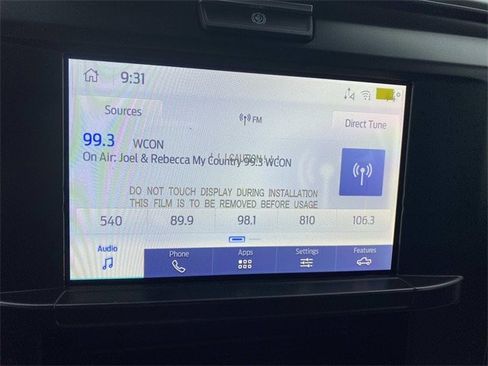 9:31
Sources
FM
Direct Tune
99.3 WCON
On Air: Joel & Rebecca My Country 99.3 WCON
! ! CAUTION ! !
DO NOT TOUCH DISPLAY DURING INSTALLATION
THIS FILM IS TO BE REMOVED BEFORE USAGE
540 89.9 98.1 810 106.3
Audio Phone Apps Settings Features